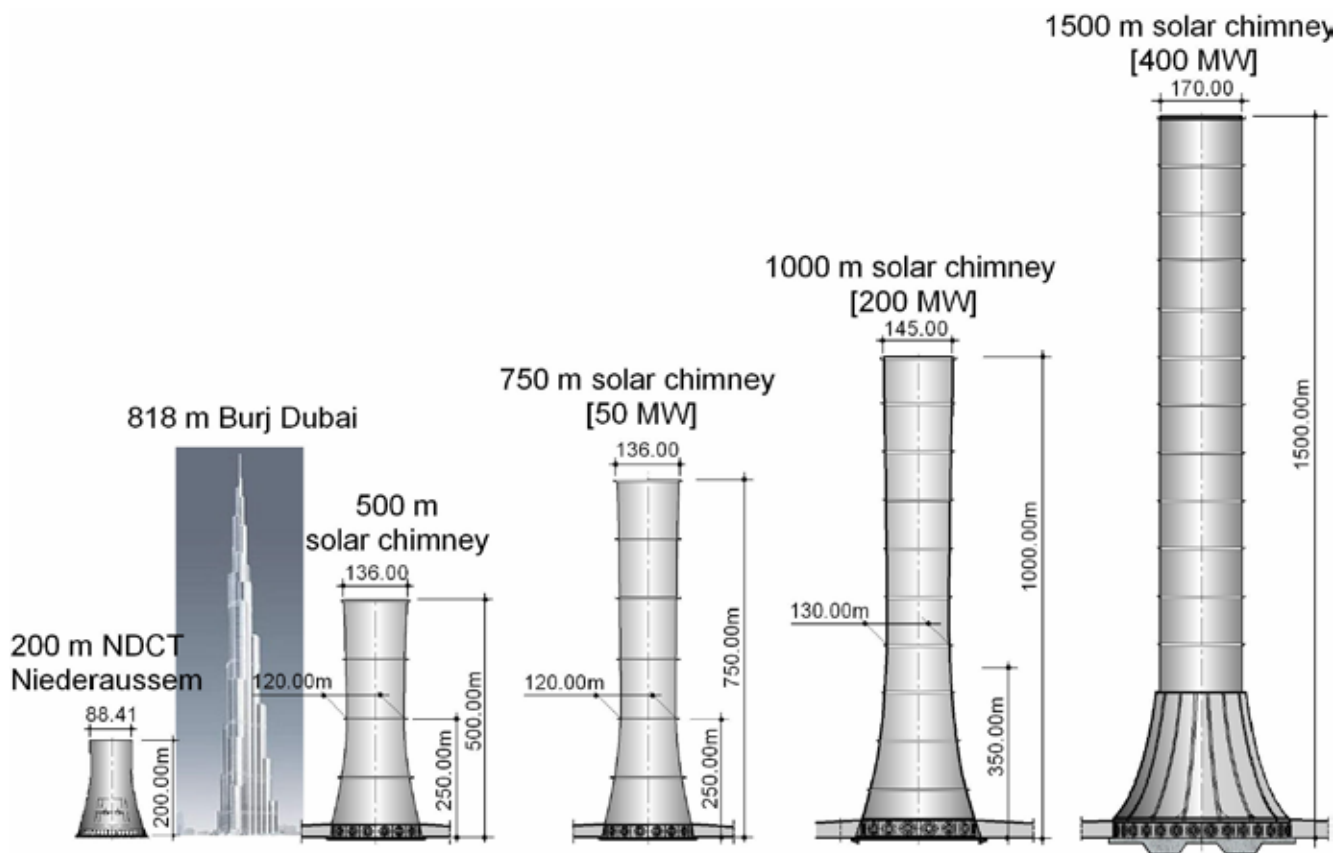 1500 m solar chimney
[400 MW]
170.00
1500.00m
1000 m solar chimney
[200 MW]
145.00
1000.00m
130.00m
350.00m
750 m solar chimney
[50 MW]
136.00
750.00m
120.00m
250.00m
818 m Burj Dubai
500 m
solar chimney
136.00
500.00m
120.00m
250.00m
200 m NDCT
Niederaussem
88.41
200.00m